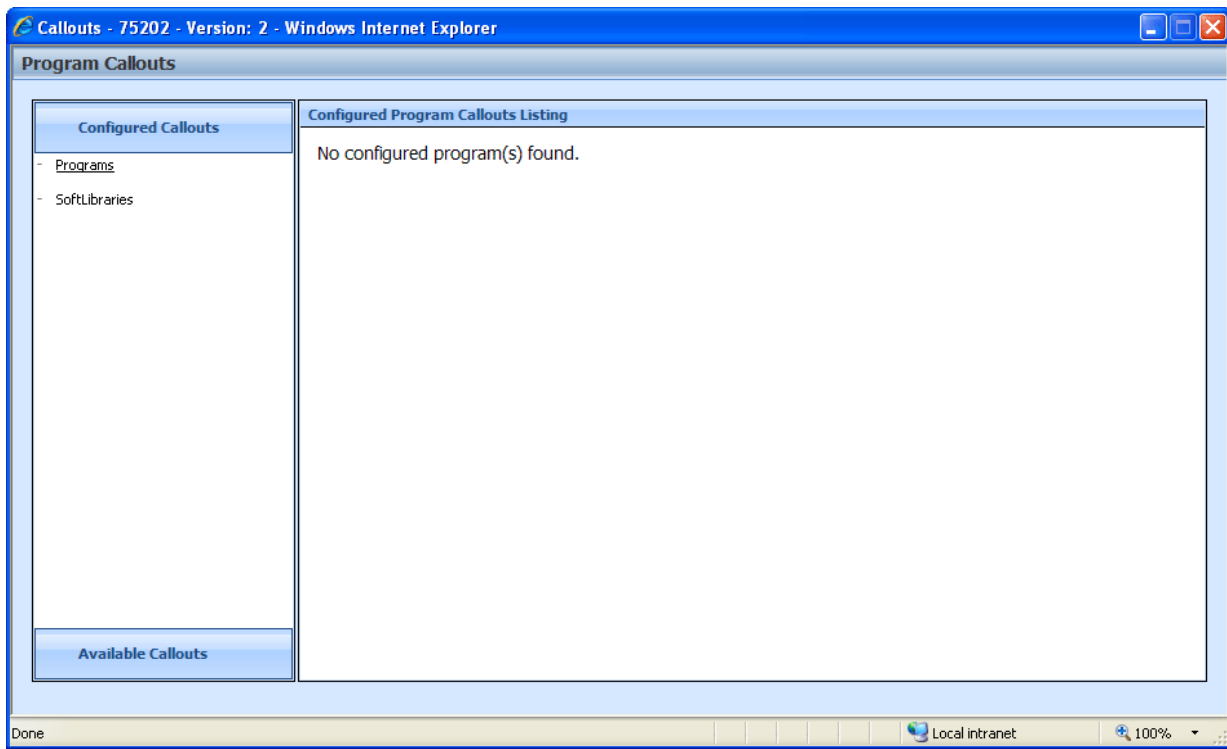 Callouts - 75202 - Version: 2 - Windows Internet Explorer
Program Callouts
Configured Callouts
- Programs
- SoftLibraries
Available Callouts
Configured Program Callouts Listing
No configured program(s) found.
Done
Local intranet
100%